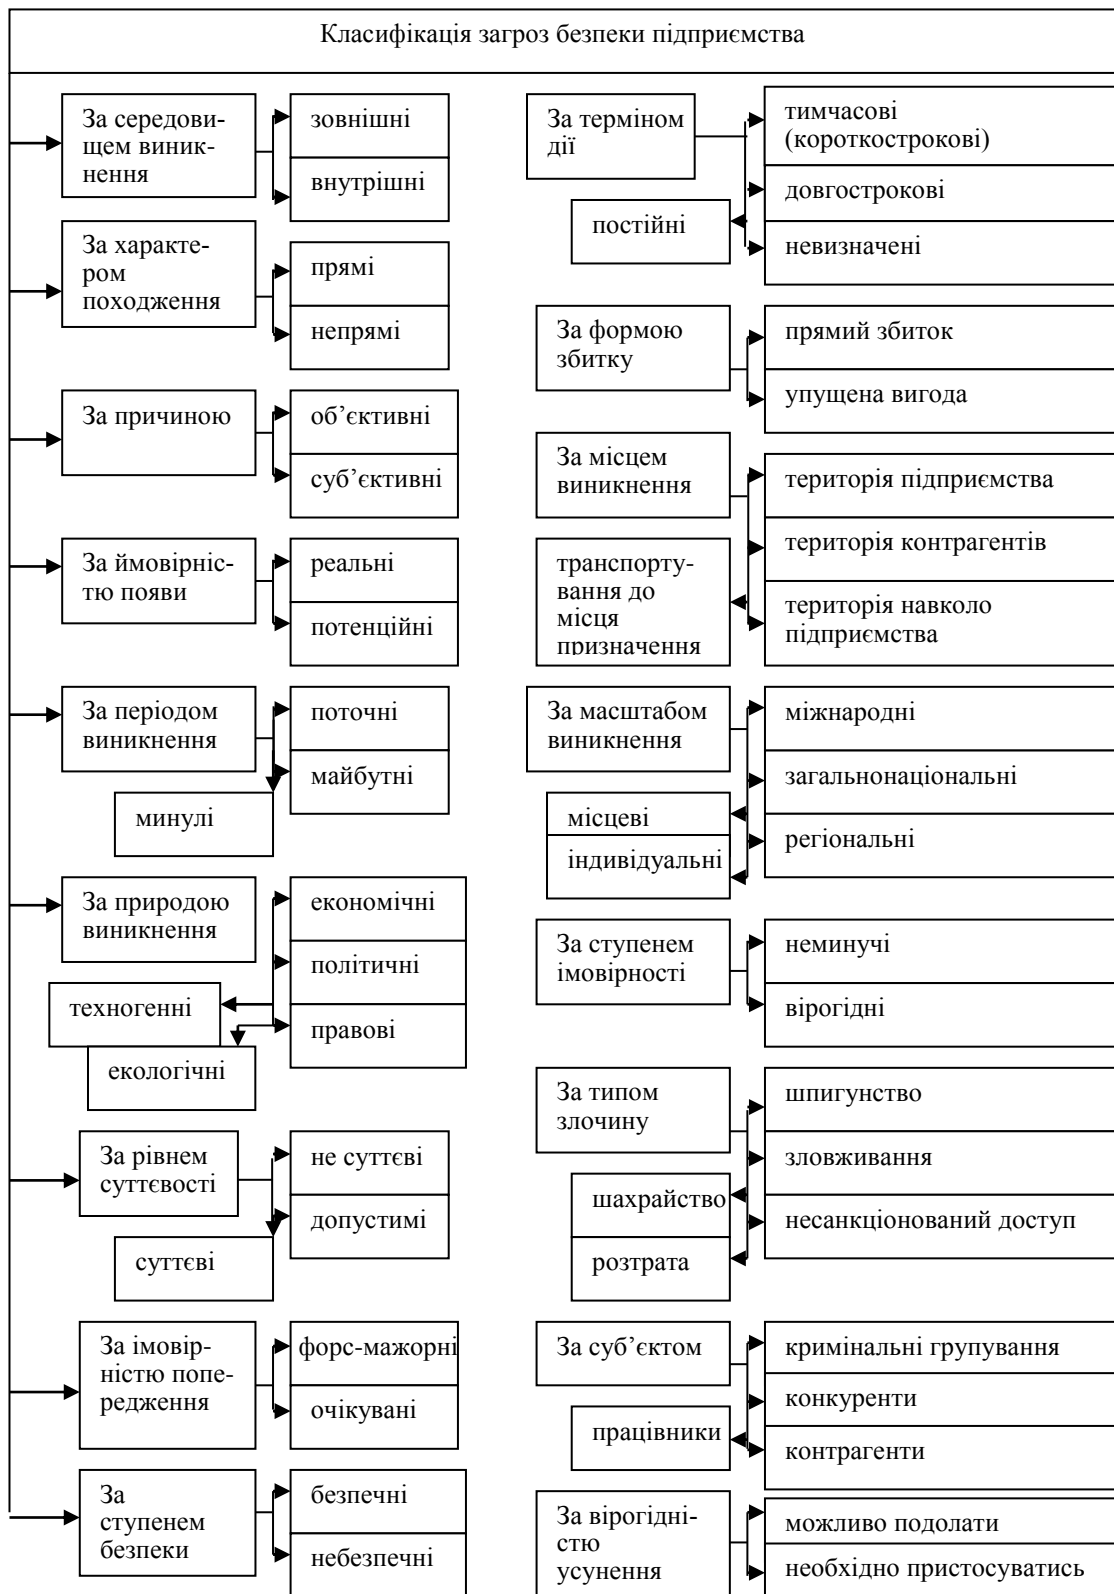 Класифікація загроз безпеки підприємства
За середови-
щем виник-
нення
зовнішні
внутрішні
За характе-
ром
походження
прямі
непрямі
За причиною
об’єктивні
суб’єктивні
За ймовірніс-
тю появи
реальні
потенційні
За періодом
виникнення
поточні
майбутні
минулі
За природою
виникнення
економічні
політичні
правові
техногенні
екологічні
За рівнем
суттєвості
не суттєві
допустимі
суттєві
За імовір-
ністю попе-
редження
форс-мажорні
очікувані
За
ступенем
безпеки
безпечні
небезпечні
За терміном
дії
тимчасові
(короткострокові)
довгострокові
невизначені
постійні
За формою
збитку
прямий збиток
упущена вигода
За місцем
виникнення
територія підприємства
територія контрагентів
територія навколо
підприємства
транспорту-
вання до
місця
призначення
За масштабом
виникнення
міжнародні
загальнонаціональні
регіональні
місцеві
індивідуальні
За ступенем
імовірності
неминучі
вірогідні
За типом
злочину
шпигунство
зловживання
несанкціонований доступ
шахрайство
розтрата
За суб’єктом
кримінальні групування
конкуренти
контрагенти
працівники
За вірогідні-
стю
усунення
можливо подолати
необхідно пристосуватись